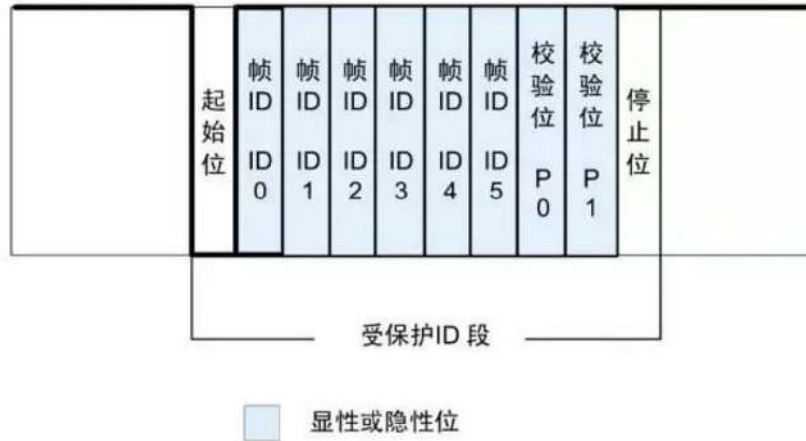 起始位
帧ID ID0
帧ID ID1
帧ID ID2
帧ID ID3
帧ID ID4
帧ID ID5
校验位 P0
校验位 P1
停止位
受保护ID 段
显性或隐性位